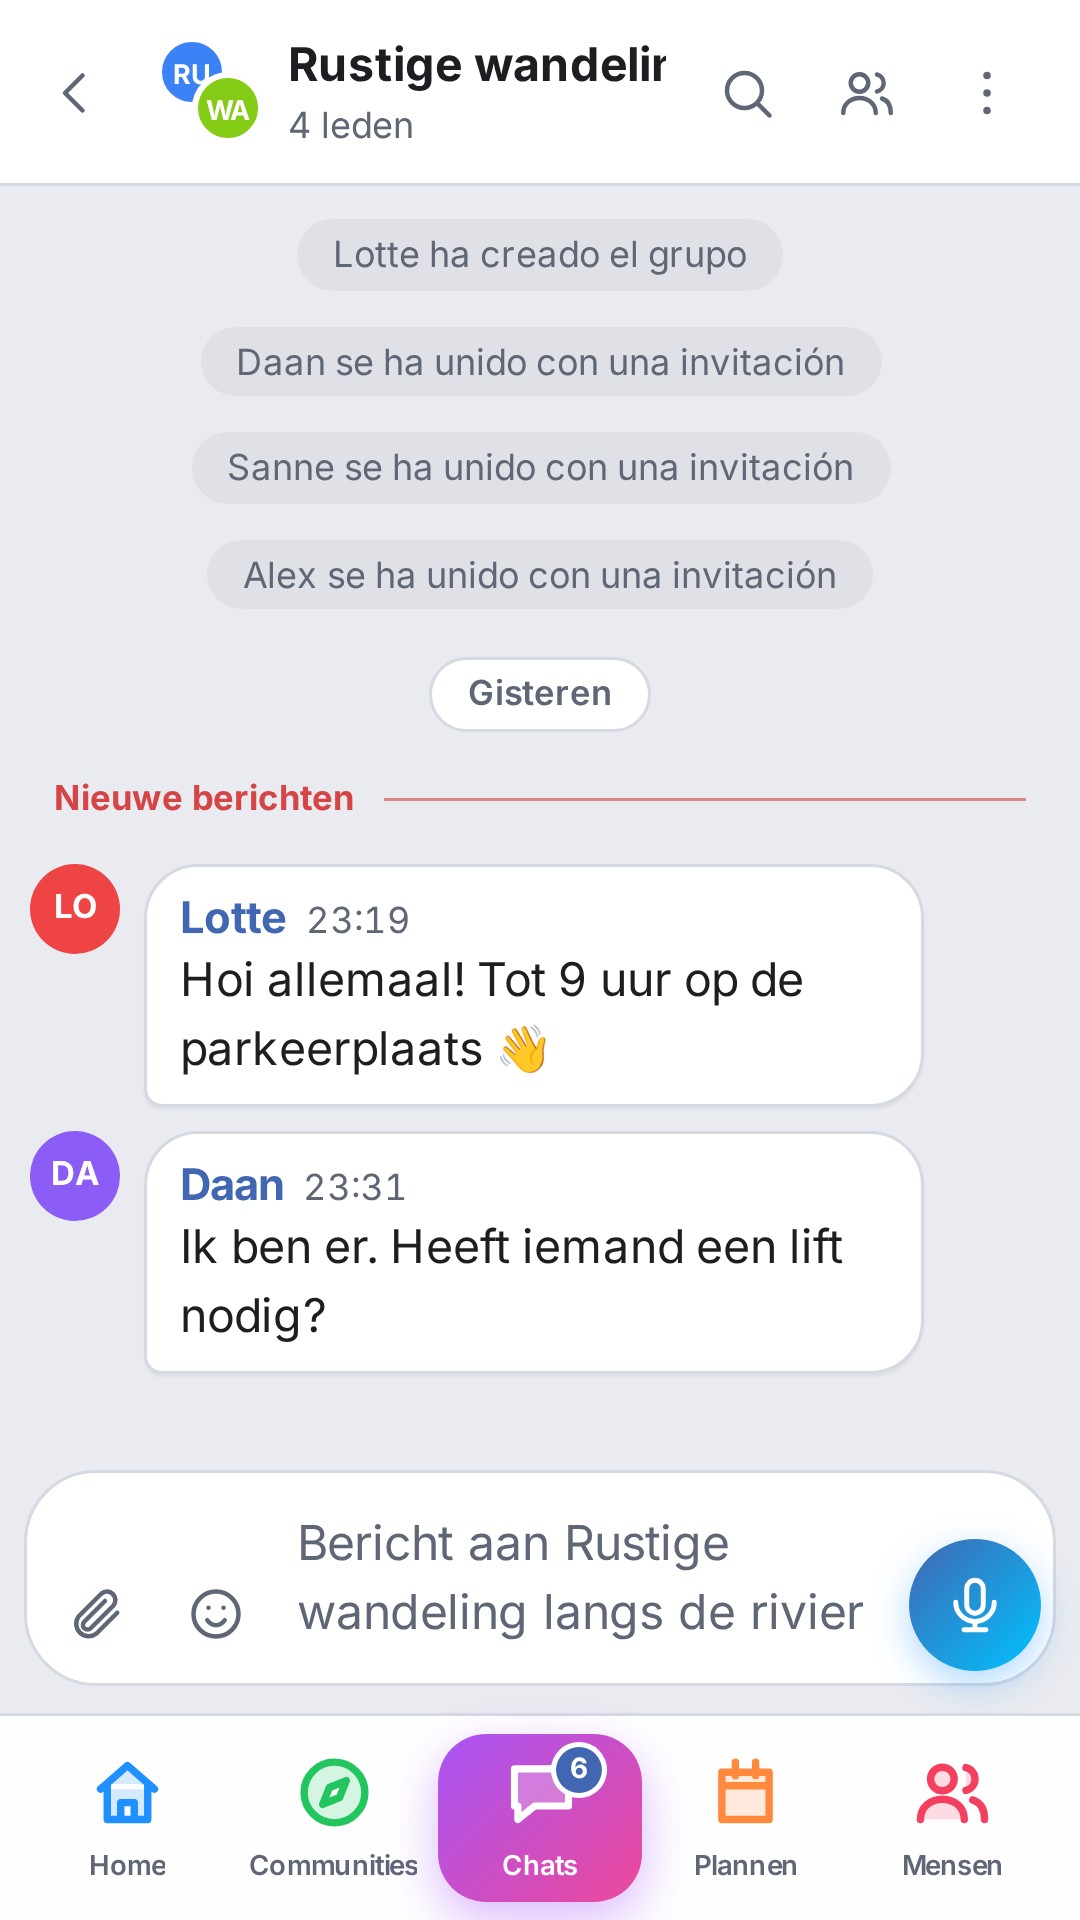 RU
WA
Rustige wandelin
4 leden
Lotte ha creado el grupo
Daan se ha unido con una invitación
Sanne se ha unido con una invitación
Alex se ha unido con una invitación
Gisteren
Nieuwe berichten
LO
Lotte 23:19
Hoi allemaal! Tot 9 uur op de
parkeerplaats 👋
DA
Daan 23:31
Ik ben er. Heeft iemand een lift
nodig?
Bericht aan Rustige
wandeling langs de rivier
6
Home
Communities
Chats
Plannen
Mensen